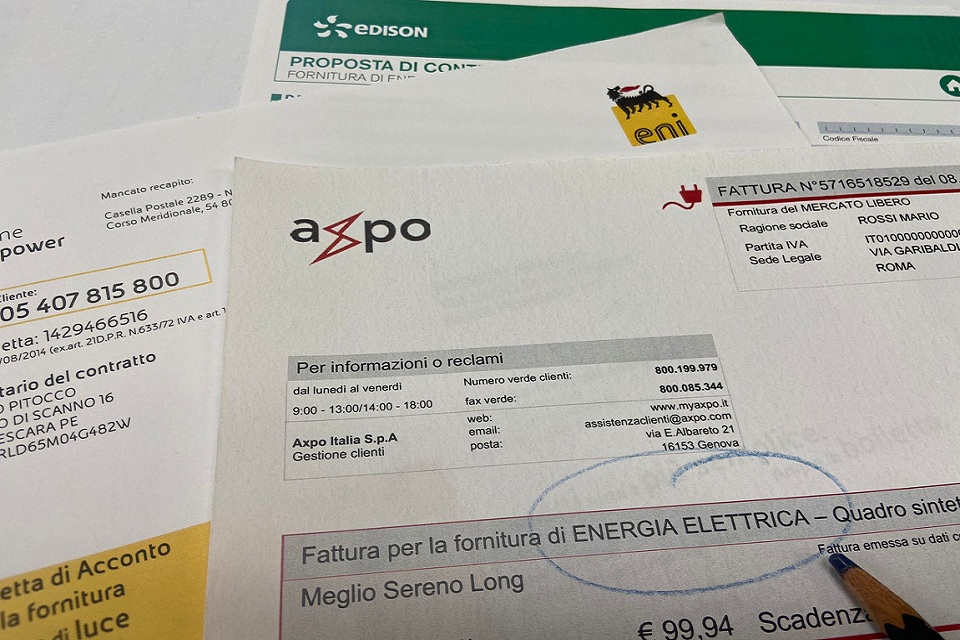 eDISON
PROPOSTA DI CONT
FORNITURA DI ENE
eni
Codice Fiscale
Mancato recapito:
Casella Postale 2289 - N
Corso Meridionale, 54 80
ne
power
cliente:
05 407 815 800
etta: 1429466516
/08/2014 (ex.art. 21D.P.R. N.633/72 IVA e art. 1
tario del contratto
O PITOCCO
O DI SCANNO 16
ESCARA PE
RLD65M04G482W
etta di Acconto
la fornitura
di luce
axpo
FATTURA N°5716518529 del 08.
Fornitura del MERCATO LIBERO
Ragione sociale ROSSI MARIO
Partita IVA IT01000000000
Sede Legale VIA GARIBALDI
ROMA
Per informazioni o reclami
dal lunedì al venerdì
9:00 - 13:00/14:00 - 18:00
Axpo Italia S.p.A
Gestione clienti
Numero verde clienti: 800.199.979
fax verde: 800.085.344
web: www.myaxpo.it
email: assistenzaclienti@axpo.com
posta: via E.Albareto 21
16153 Genova
Fattura per la fornitura di ENERGIA ELETTRICA – Quadro sintet
Fattura emessa su dati co
Meglio Sereno Long
€ 99,94 Scadenza